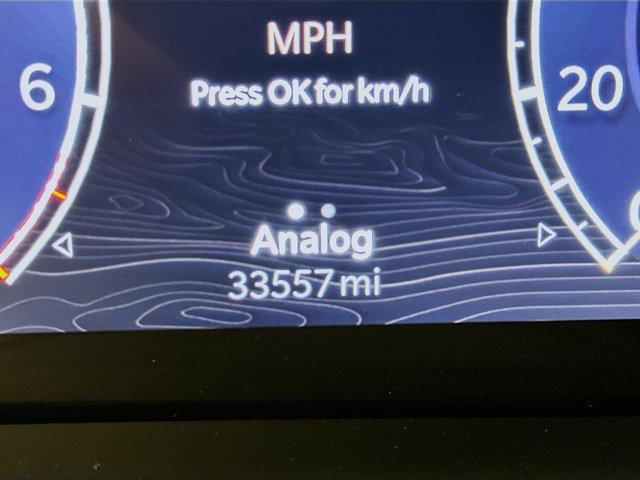 MPH
6
Press OK for km/h
20
Analog
33557 mi